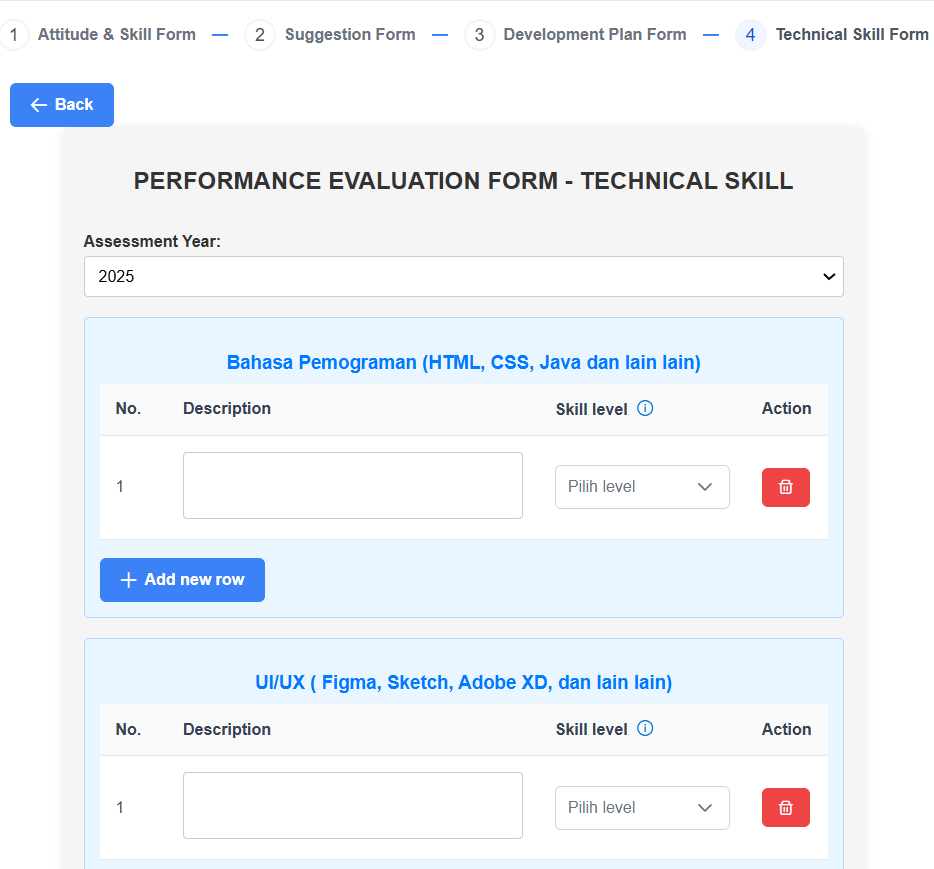 1 Attitude & Skill Form 2 Suggestion Form 3 Development Plan Form 4 Technical Skill Form
Back
PERFORMANCE EVALUATION FORM - TECHNICAL SKILL
Assessment Year:
2025
Bahasa Pemograman (HTML, CSS, Java dan lain lain)
No. Description Skill level Action
1 Pilih level
Add new row
UI/UX ( Figma, Sketch, Adobe XD, dan lain lain)
No. Description Skill level Action
1 Pilih level